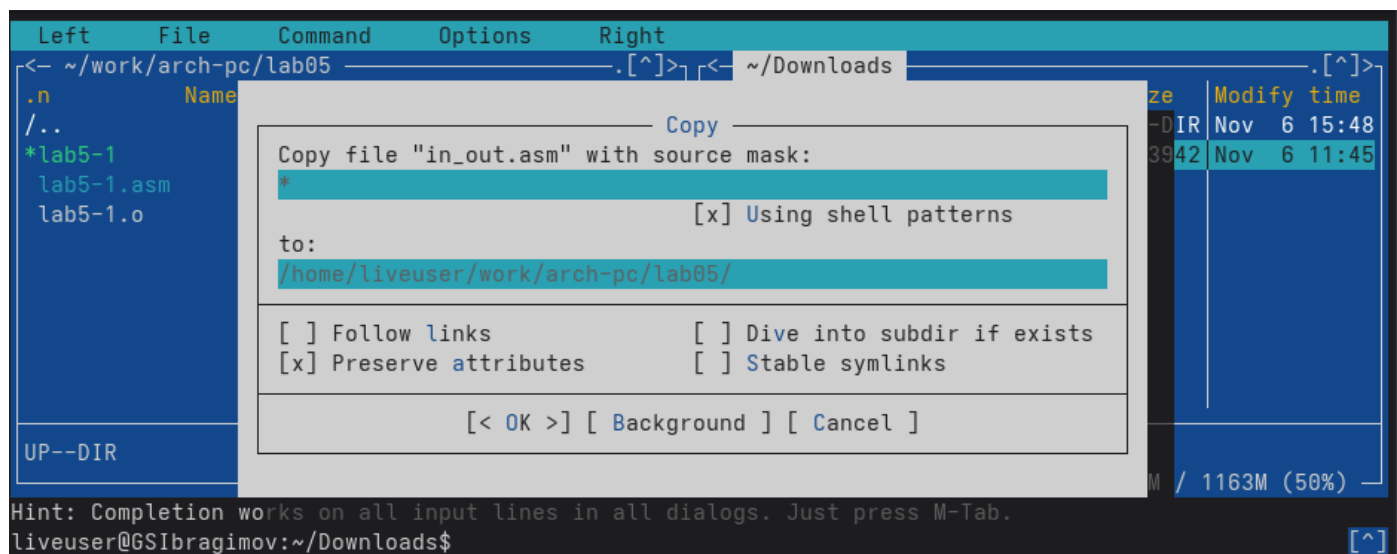 Left File Command Options Right
<— ~/work/arch-pc/lab05 .[^]> <— ~/Downloads .[^]>
.n Name ze Modify time
/.. -DIR Nov 6 15:48
Copy
*lab5-1 Copy file "in_out.asm" with source mask: 3942 Nov 6 11:45
lab5-1.asm *
lab5-1.o [x] Using shell patterns
to:
/home/liveuser/work/arch-pc/lab05/
[ ] Follow links [ ] Dive into subdir if exists
[x] Preserve attributes [ ] Stable symlinks
[< OK >] [ Background ] [ Cancel ]
UP--DIR
M / 1163M (50%)
Hint: Completion works on all input lines in all dialogs. Just press M-Tab.
liveuser@GSIbragimov:~/Downloads$ [^]